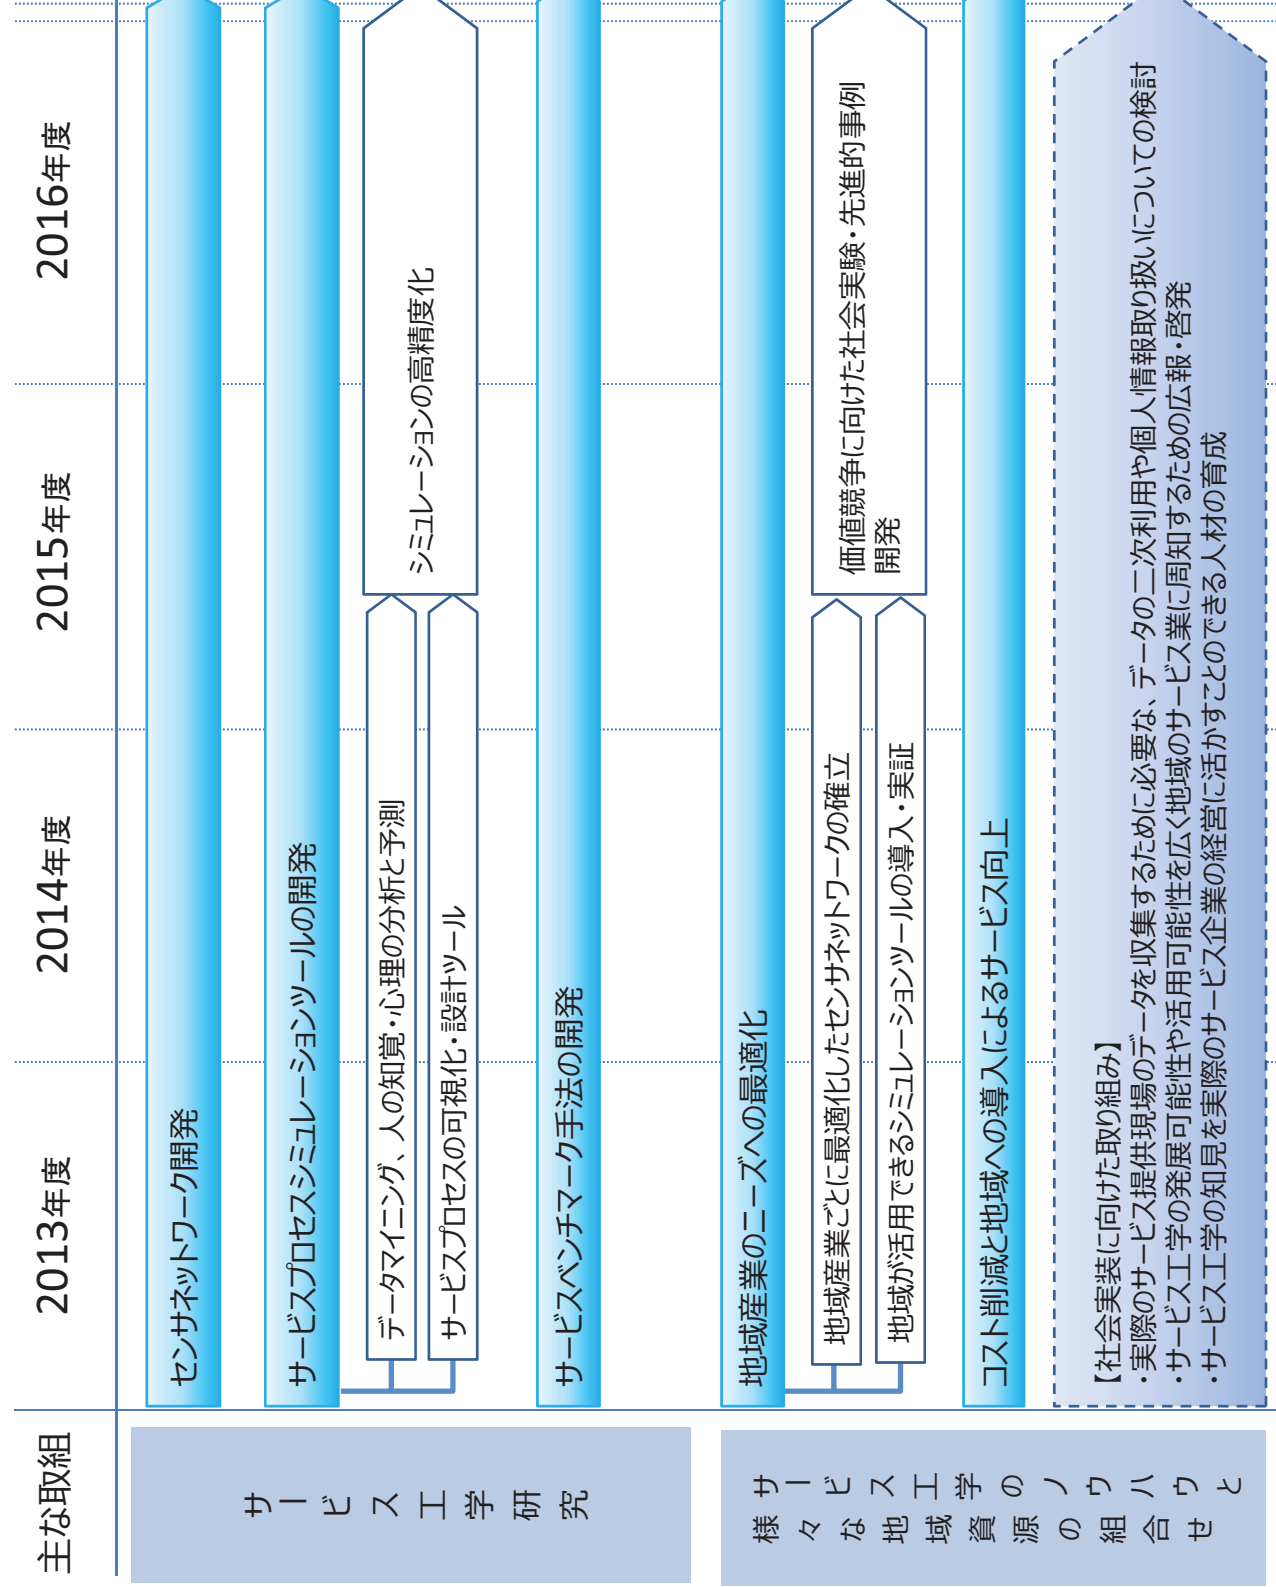 主な取組
2013年度
2014年度
2015年度
2016年度
サービス工学研究
センサネットワーク開発
サービスプロセスシミュレーションツールの開発
データマイニング、人の知覚・心理の分析と予測
サービスプロセスの可視化・設計ツール
シミュレーションの高精度化
サービスベンチマーク手法の開発
サービス工学のノウハウと
様々な地域資源の組合せ
地域産業のニーズへの最適化
地域産業ごとに最適化したセンサネットワークの確立
地域が活用できるシミュレーションツールの導入・実証
価値競争に向けた社会実験・先進的事例
開発
コスト削減と地域への導入によるサービス向上
【社会実装に向けた取り組み】
・実際のサービス提供現場のデータを収集するために必要な、データの二次利用や個人情報取り扱いについての検討
・サービス工学の発展可能性や活用可能性を広く地域のサービス業に周知するための広報・啓発
・サービス工学の知見を実際のサービス企業の経営に活かすことのできる人材の育成